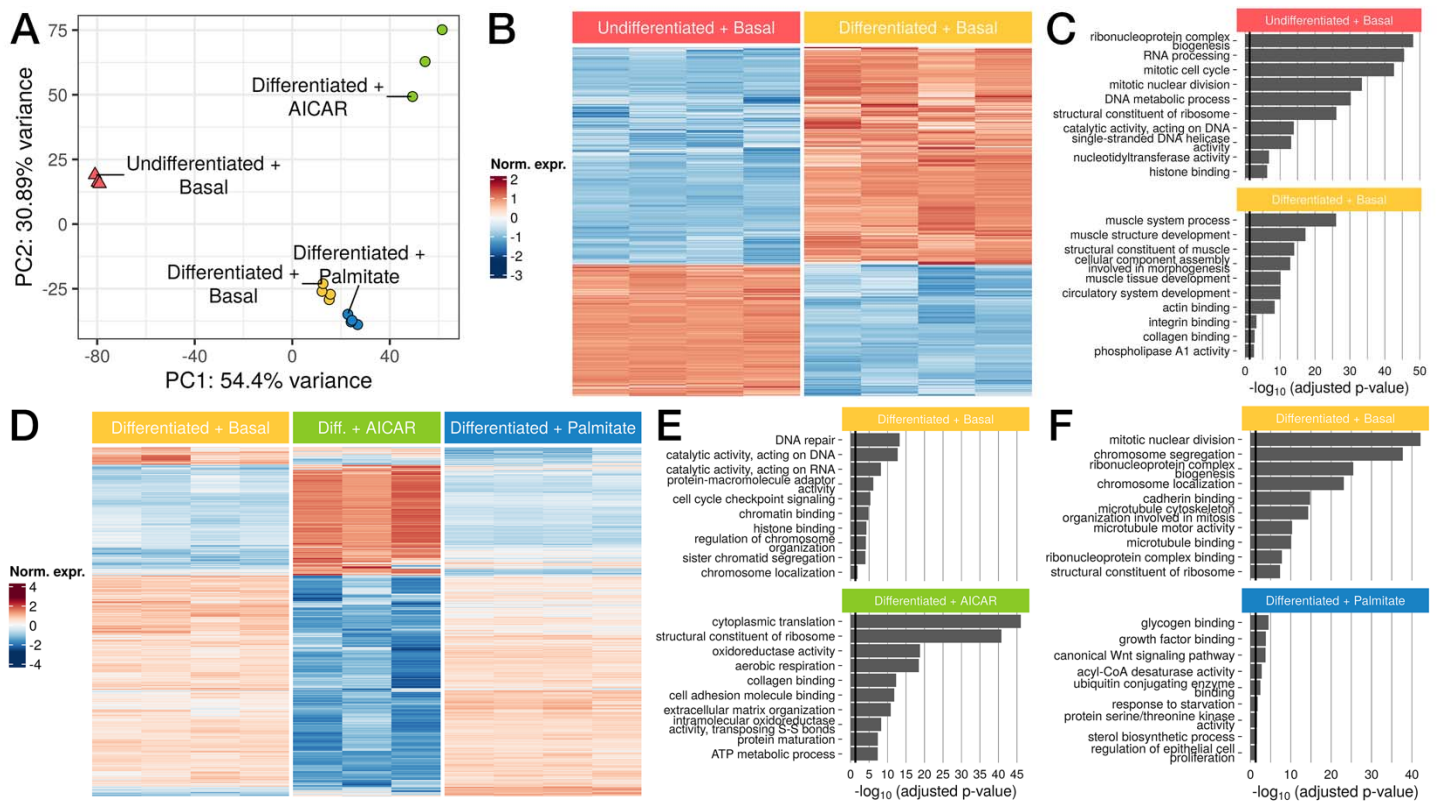 A
75
50
25
0
-25
-80
-40
0
40
PC2: 30.89% variance
PC1: 54.4% variance
Differentiated +
AICAR
Undifferentiated +
Basal
Differentiated +
Palmitate
Differentiated +
Basal
B
Undifferentiated + Basal
Differentiated + Basal
Norm. expr.
2
1
0
-1
-2
-3
C
Undifferentiated + Basal
ribonucleoprotein complex
biogenesis
RNA processing
mitotic cell cycle
mitotic nuclear division
DNA metabolic process
structural constituent of ribosome
catalytic activity, acting on DNA
single-stranded DNA helicase
activity
nucleotidyltransferase activity
histone binding
Differentiated + Basal
muscle system process
muscle structure development
structural constituent of muscle
cellular component assembly
involved in morphogenesis
muscle tissue development
circulatory system development
actin binding
integrin binding
collagen binding
phospholipase A1 activity
0 10 20 30 40 50
-log10 (adjusted p-value)
D
Differentiated + Basal
Diff. + AICAR
Differentiated + Palmitate
Norm. expr.
4
2
0
-2
-4
E
Differentiated + Basal
DNA repair
catalytic activity, acting on DNA
catalytic activity, acting on RNA
protein-macromolecule adaptor
activity
cell cycle checkpoint signaling
chromatin binding
histone binding
regulation of chromosome
organization
sister chromatid segregation
chromosome localization
Differentiated + AICAR
cytoplasmic translation
structural constituent of ribosome
oxidoreductase activity
aerobic respiration
collagen binding
cell adhesion molecule binding
extracellular matrix organization
intramolecular oxidoreductase
activity, transposing S-S bonds
protein maturation
ATP metabolic process
0 5 10 15 20 25 30 35 40 45
-log10 (adjusted p-value)
F
Differentiated + Basal
mitotic nuclear division
chromosome segregation
ribonucleoprotein complex
biogenesis
chromosome localization
cadherin binding
microtubule cytoskeleton
organization involved in mitosis
microtubule motor activity
microtubule binding
ribonucleoprotein complex binding
structural constituent of ribosome
Differentiated + Palmitate
glycogen binding
growth factor binding
canonical Wnt signaling pathway
acyl-CoA desaturase activity
ubiquitin conjugating enzyme
binding
response to starvation
protein serine/threonine kinase
activity
sterol biosynthetic process
regulation of epithelial cell
proliferation
0 10 20 30 40
-log10 (adjusted p-value)